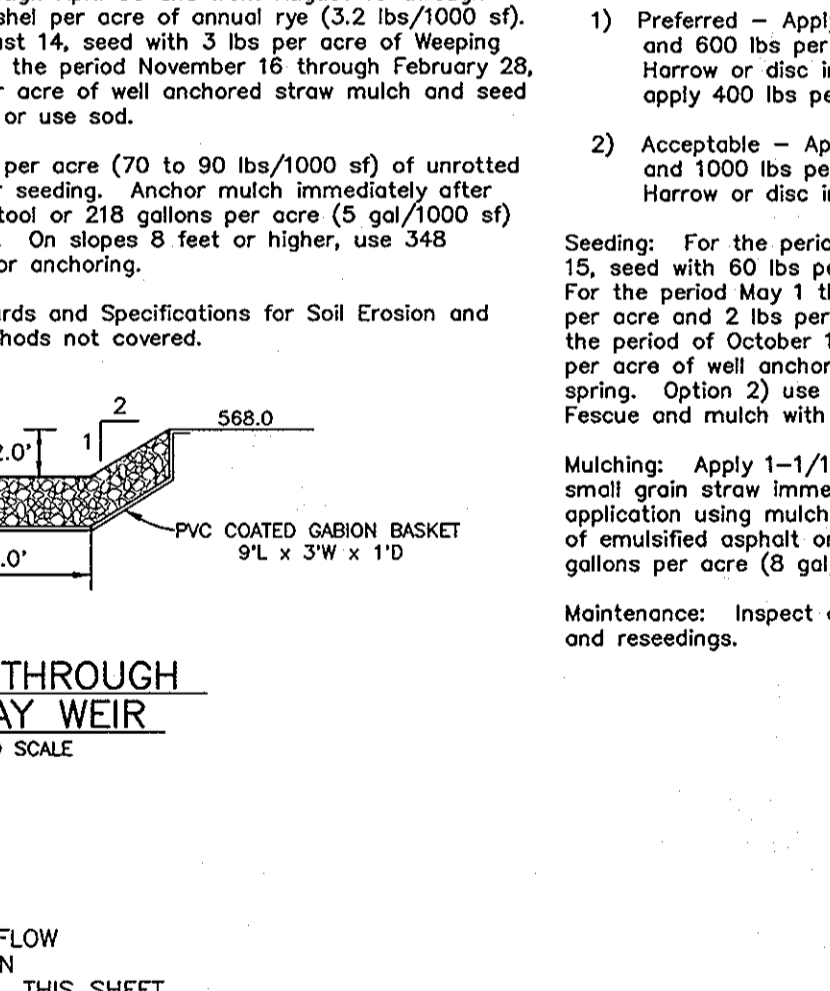 shel per acre of annual rye (3.2 lbs/1000 sf).
ust 14, seed with 3 lbs per acre of Weeping
the period November 16 through February 28,
r acre of well anchored straw mulch and seed
or use sod.
per acre (70 to 90 lbs/1000 sf) of unrotted
r seeding. Anchor mulch immediately after
tool or 218 gallons per acre (5 gal/1000 sf)
. On slopes 8 feet or higher, use 348
or anchoring.
ards and Specifications for Soil Erosion and
hods not covered.
2
1
568.0
2.0'
.0'
PVC COATED GABION BASKET
9'L x 3'W x 1'D
THROUGH
AY WEIR
SCALE
FLOW
N
THIS SHEET
1) Preferred – Appl
and 600 lbs per
Harrow or disc i
apply 400 lbs pe
2) Acceptable – Ap
and 1000 lbs pe
Harrow or disc i
Seeding: For the perio
15, seed with 60 lbs p
For the period May 1 th
per acre and 2 lbs per
the period of October 1
per acre of well anchor
spring. Option 2) use
Fescue and mulch with
Mulching: Apply 1–1/1
small grain straw imme
application using mulch
of emulsified asphalt or
gallons per acre (8 gal
Maintenance: Inspect
and reseedings.